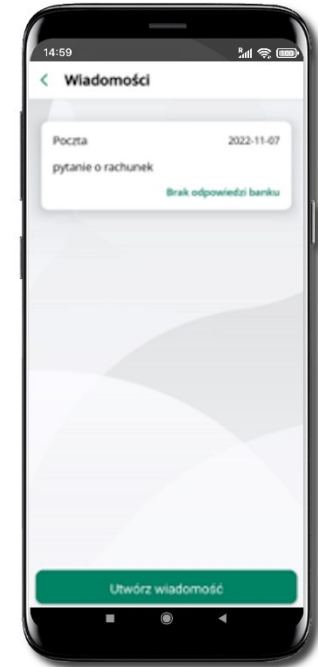 14:59
Wiadomości
Poczta 2022-11-07
pytanie o rachunek
Brak odpowiedzi banku
Utwórz wiadomość